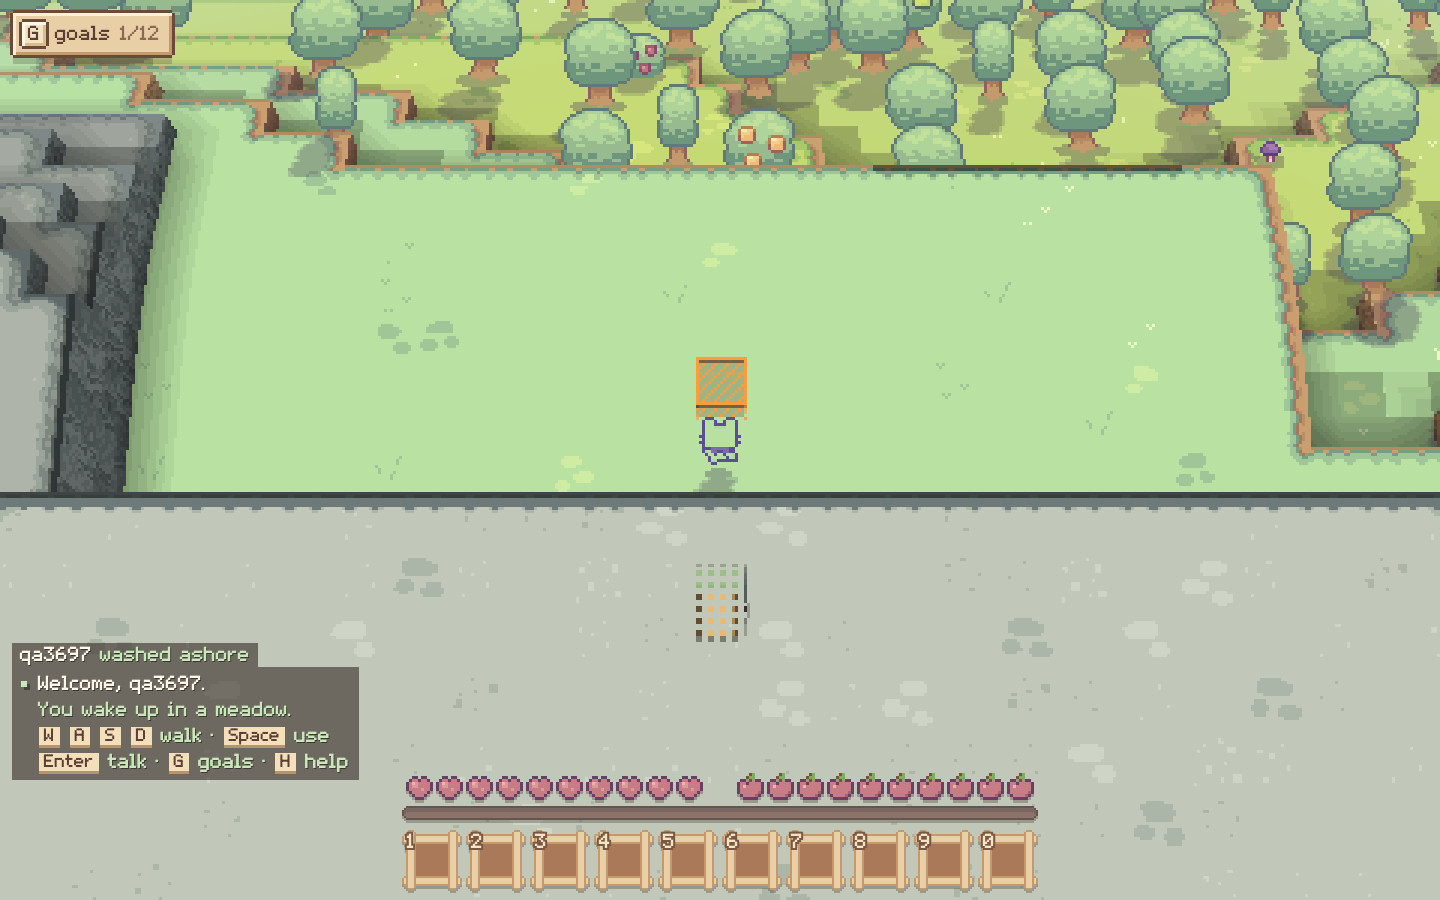 G goals 1/12
qa3697 washed ashore
Welcome, qa3697.
You wake up in a meadow.
W A S D walk · Space use
Enter talk · G goals · H help
1 2 3 4 5 6 7 8 9 0